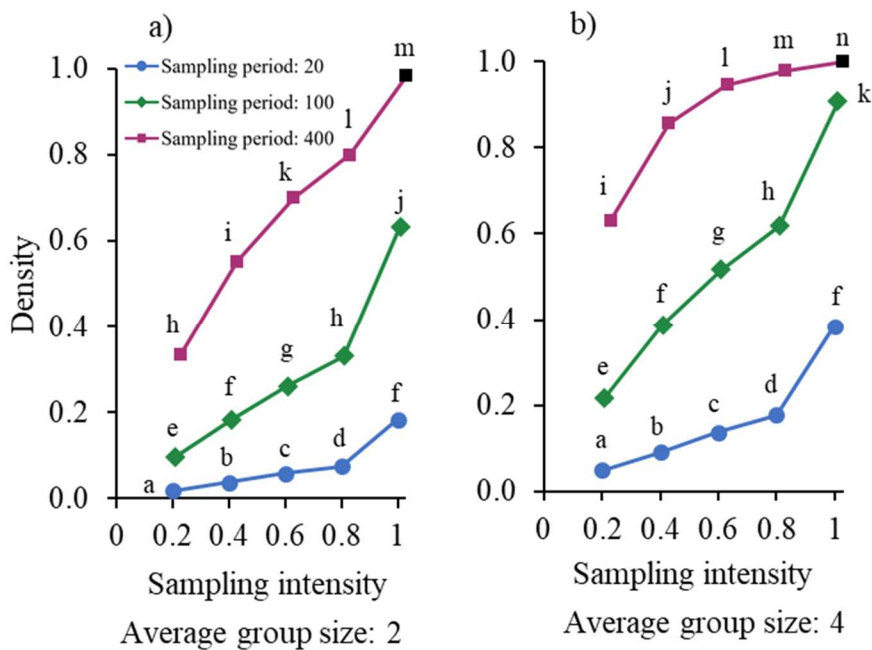 a)
Sampling period: 20
Sampling period: 100
Sampling period: 400
Density
1.0
0.8
0.6
0.4
0.2
0.0
a
b
c
d
f
e
f
g
h
j
h
i
k
l
m
0 0.2 0.4 0.6 0.8 1
Sampling intensity
Average group size: 2
b)
1.0
0.8
0.6
0.4
0.2
0.0
a
b
c
d
f
e
f
g
h
k
i
j
l
m
n
0 0.2 0.4 0.6 0.8 1
Sampling intensity
Average group size: 4